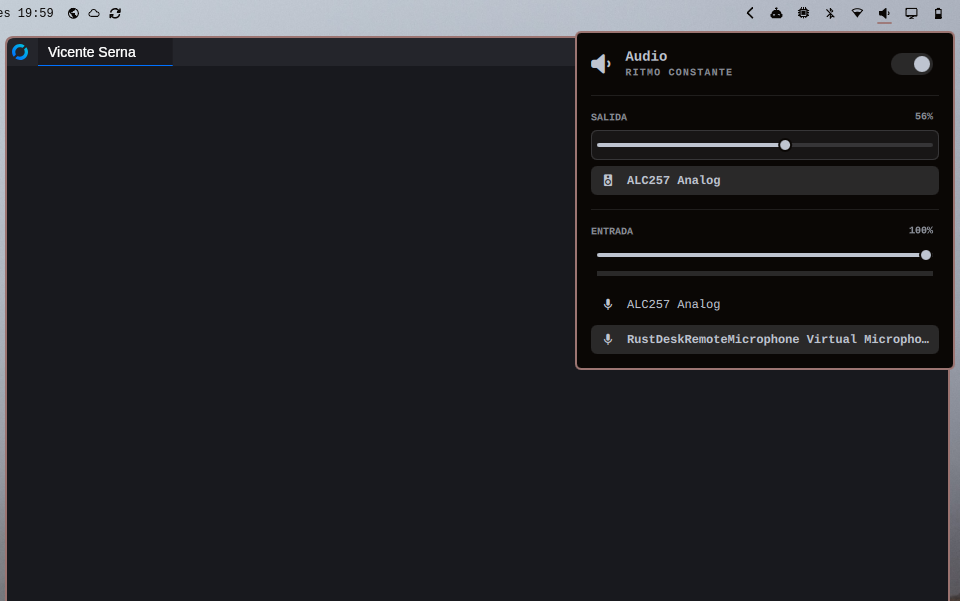 es 19:59
Vicente Serna
Audio
RITMO CONSTANTE
SALIDA 56%
ALC257 Analog
ENTRADA 100%
ALC257 Analog
RustDeskRemoteMicrophone Virtual Micropho…